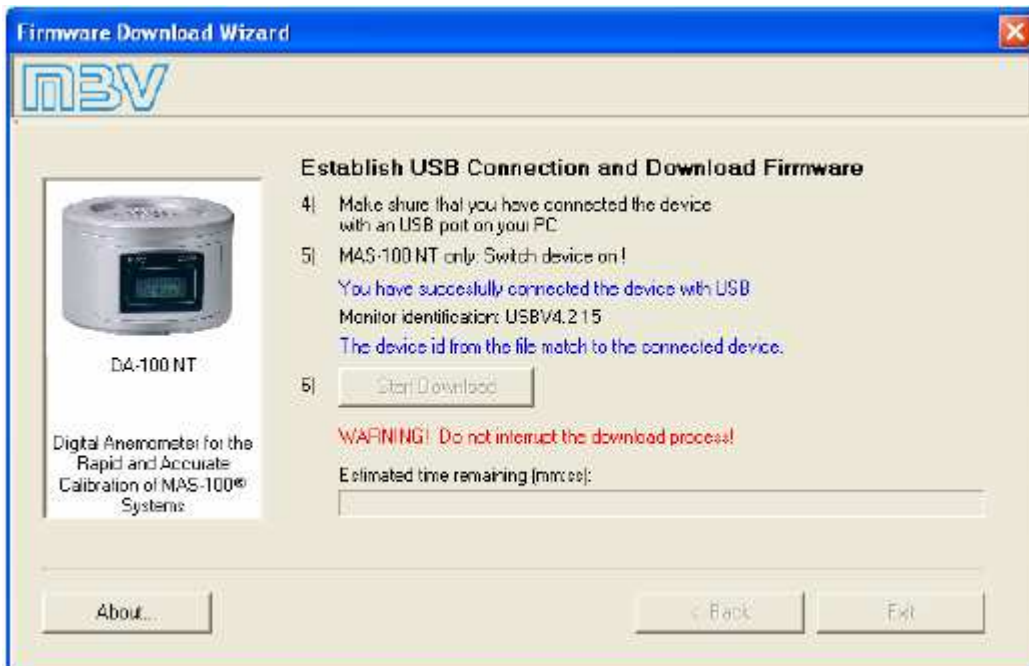 Firmware Download Wizard
MBV
Establish USB Connection and Download Firmware
4) Make shure that you have connected the device
with an USB port on your PC
5) MAS-100 NT only: Switch device on !
You have succesfully connected the device with USB
Monitor identification: USBV4.2.15
The device id from the file match to the connected device.
6) Start Download
WARNING! Do not interrupt the download process!
Estimated time remaining (mm:ss):
DA-100 NT
Digital Anemometer for the
Rapid and Accurate
Calibration of MAS-100®
Systems
About...
< Back
Exit